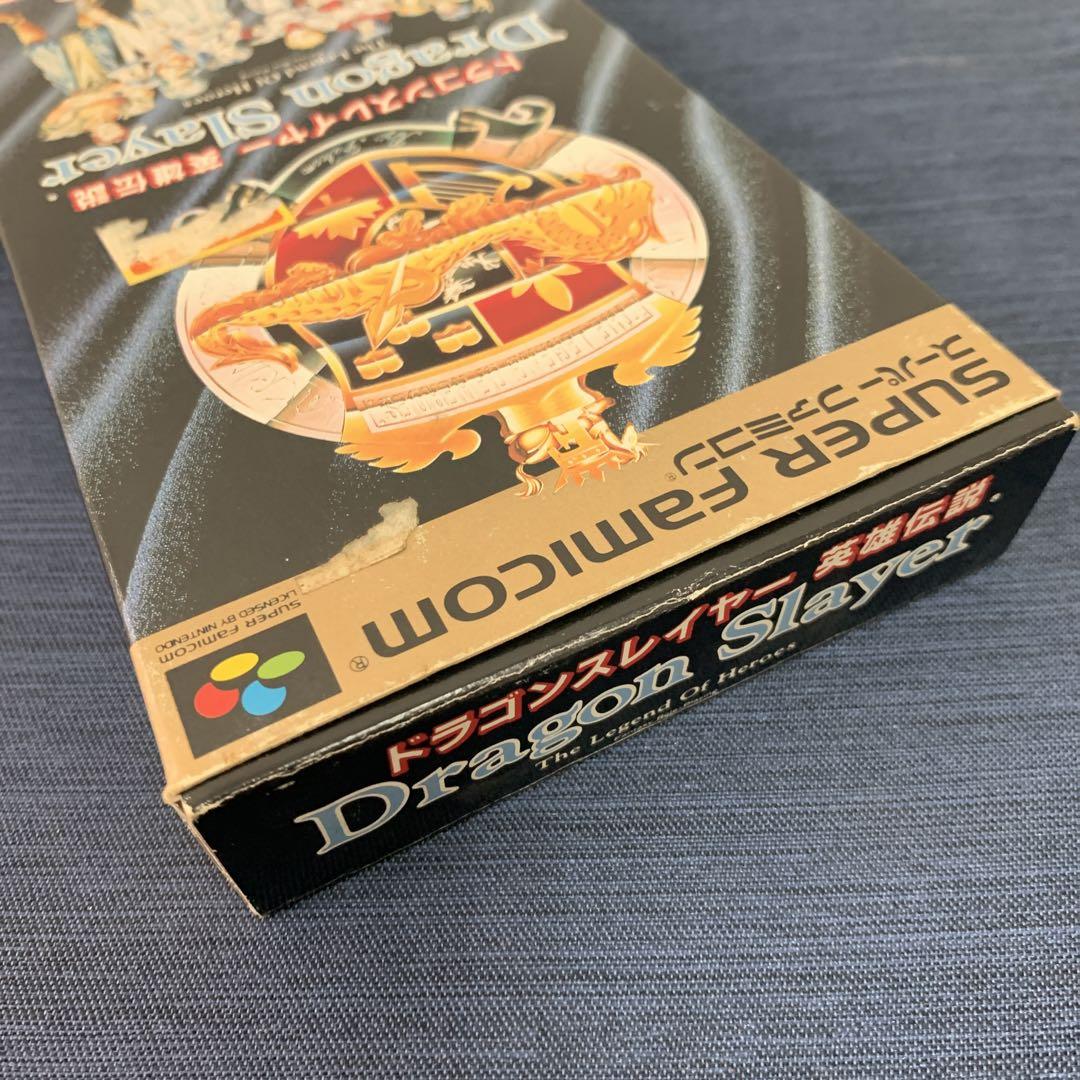 SUPER FAMICOM®
スーパーファミコン®
SUPER FAMICOM
LICENSED BY NINTENDO
ドラゴンスレイヤー 英雄伝説
Dragon Slayer
The Legend Of Heroes
ドラゴンスレイヤー 英雄伝説
Dragon Slayer
The Legend Of Heroes